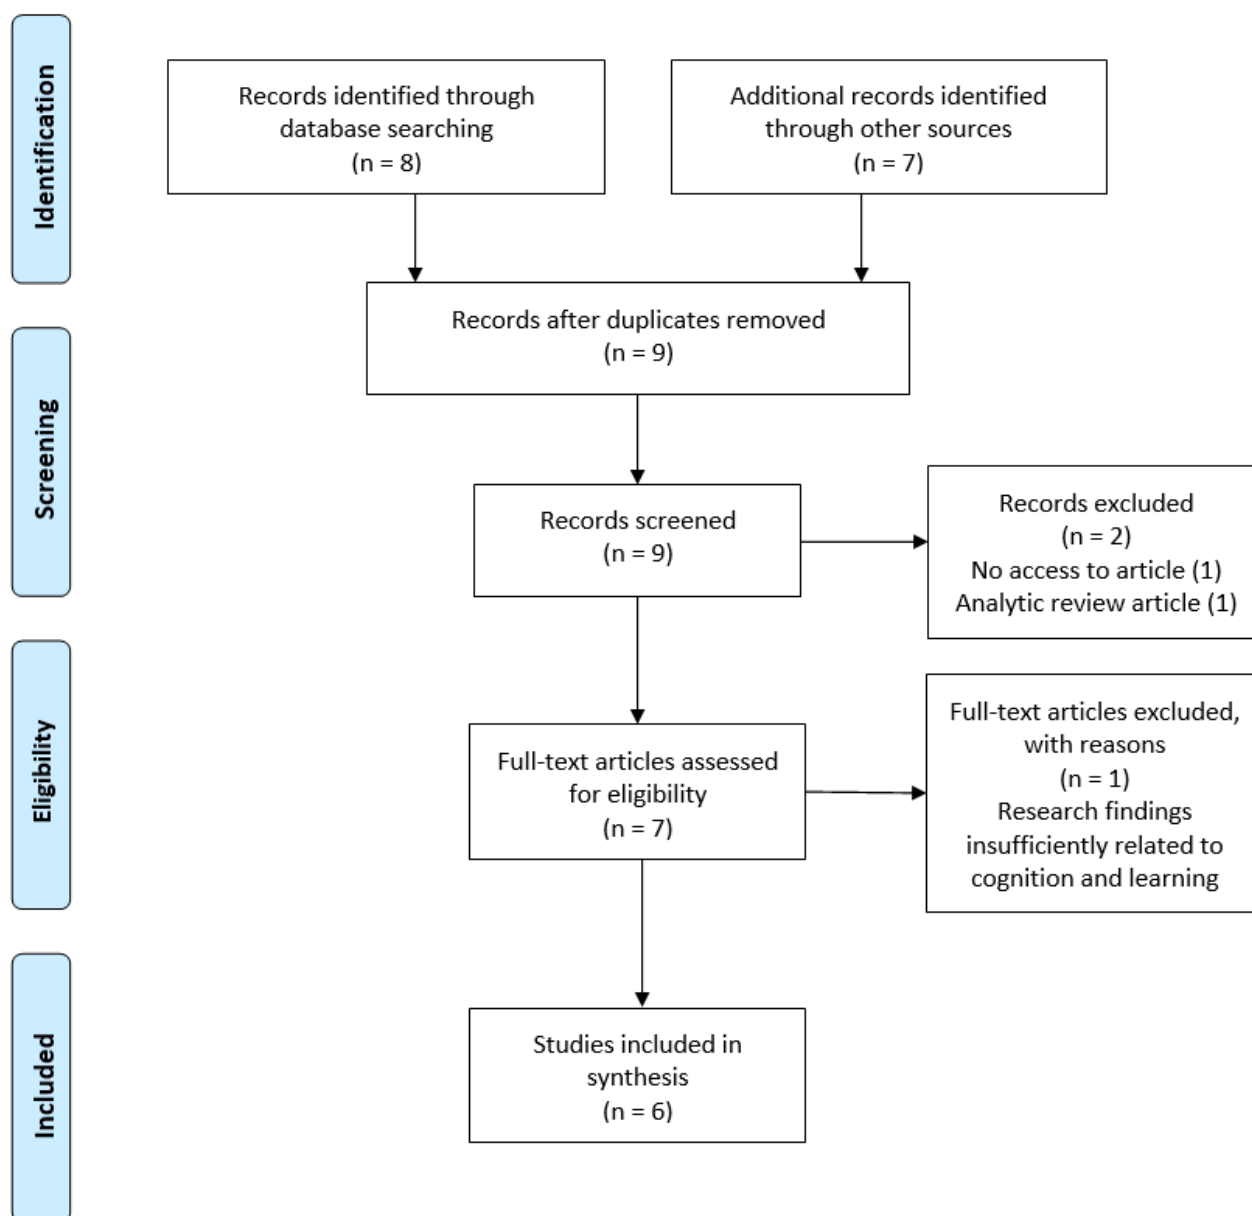 Identification
Records identified through
database searching
(n = 8)
Additional records identified
through other sources
(n = 7)
Records after duplicates removed
(n = 9)
Screening
Records screened
(n = 9)
Records excluded
(n = 2)
No access to article (1)
Analytic review article (1)
Eligibility
Full-text articles assessed
for eligibility
(n = 7)
Full-text articles excluded,
with reasons
(n = 1)
Research findings
insufficiently related to
cognition and learning
Included
Studies included in
synthesis
(n = 6)